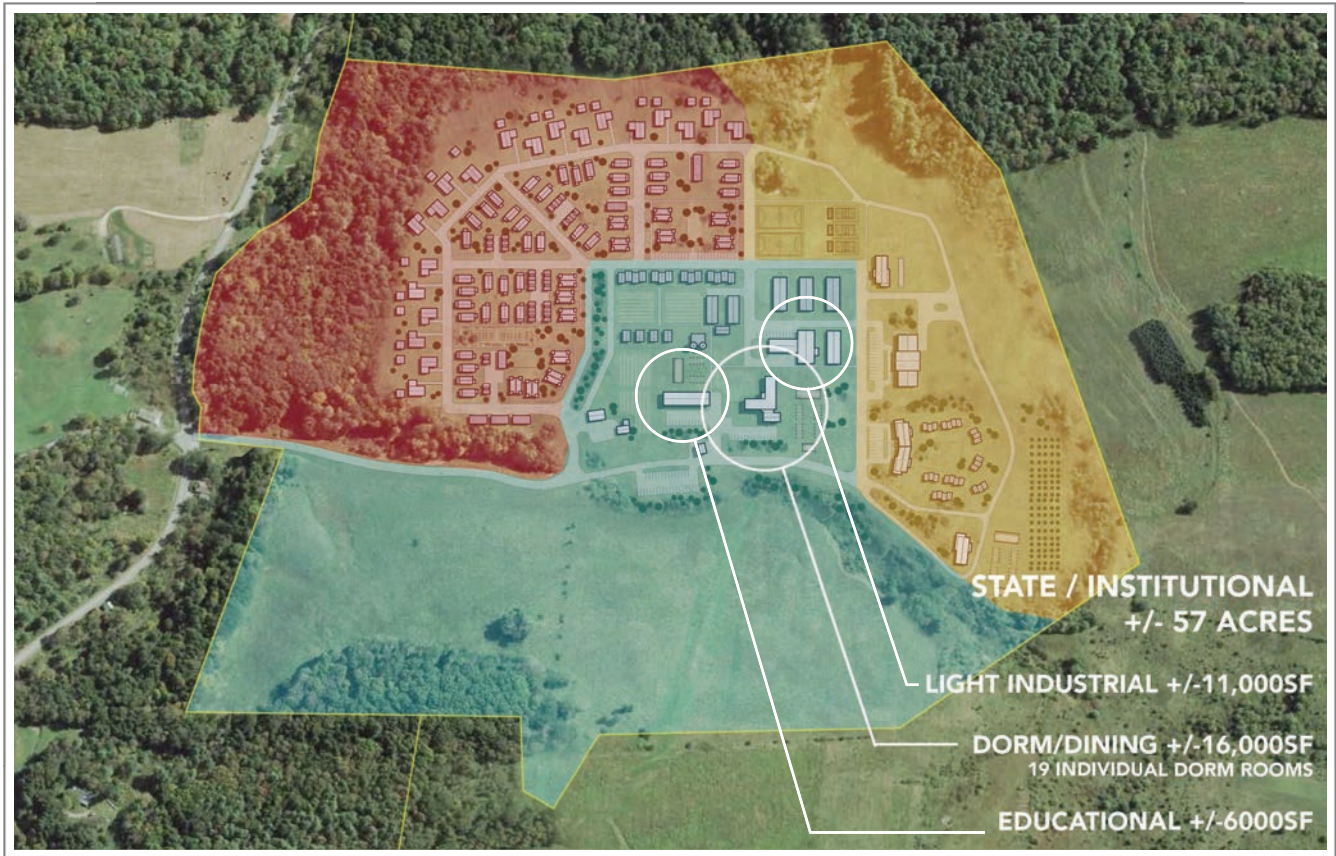 STATE / INSTITUTIONAL
+/- 57 ACRES
LIGHT INDUSTRIAL +/-11,000SF
DORM/DINING +/-16,000SF
19 INDIVIDUAL DORM ROOMS
EDUCATIONAL +/-6000SF